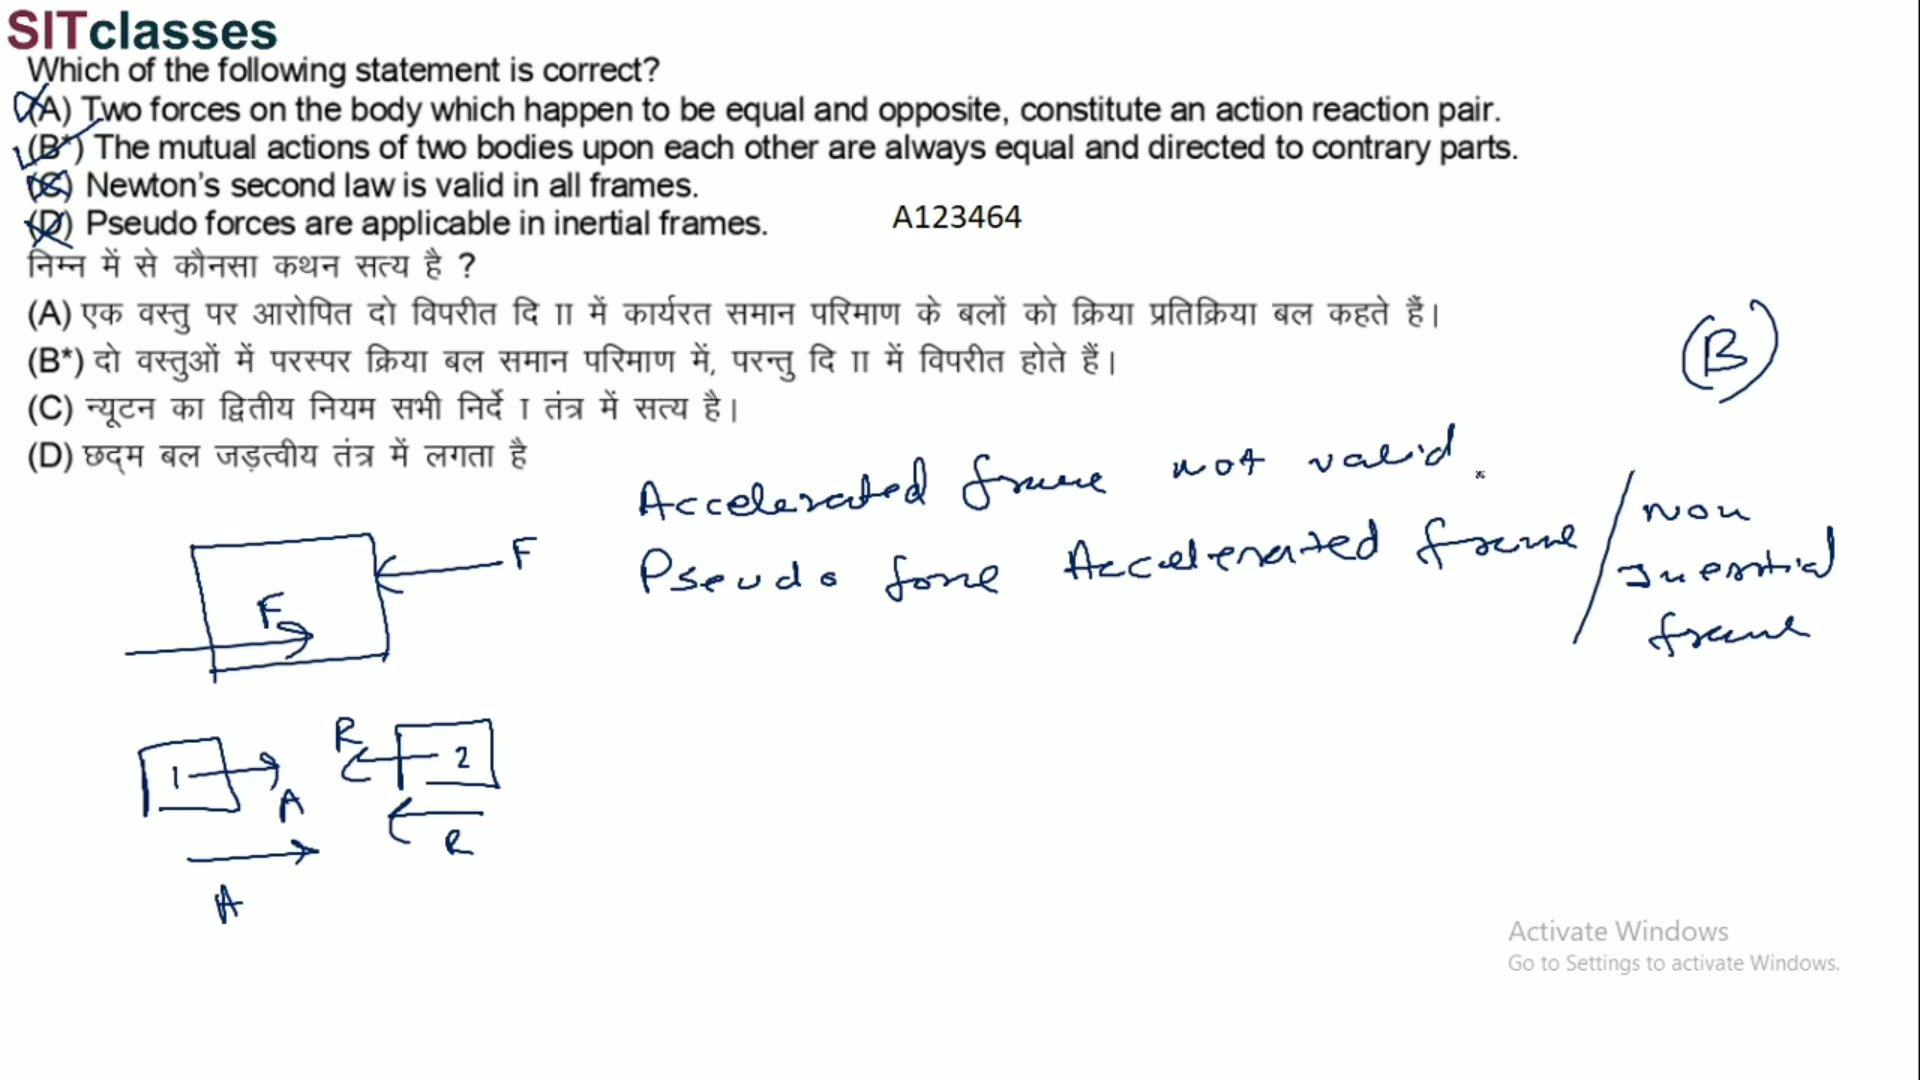 SITclasses
Which of the following statement is correct?
(A) Two forces on the body which happen to be equal and opposite, constitute an action reaction pair.
(B*) The mutual actions of two bodies upon each other are always equal and directed to contrary parts.
(C) Newton's second law is valid in all frames.
(D) Pseudo forces are applicable in inertial frames.
A123464
निम्न में से कौनसा कथन सत्य है ?
(A) एक वस्तु पर आरोपित दो विपरीत दि ाा में कार्यरत समान परिमाण के बलों को क्रिया प्रतिक्रिया बल कहते हैं।
(B*) दो वस्तुओं में परस्पर क्रिया बल समान परिमाण में, परन्तु दि ाा में विपरीत होते हैं।
(C) न्यूटन का द्वितीय नियम सभी निर्दे ा तंत्र में सत्य है।
(D) छद्म बल जड़त्वीय तंत्र में लगता है
(B)
Accelerated frame not valid.
Pseudo force Accelerated frame / Non
Inertial
frame
F
F
1
A
R
2
A
R
Activate Windows
Go to Settings to activate Windows.